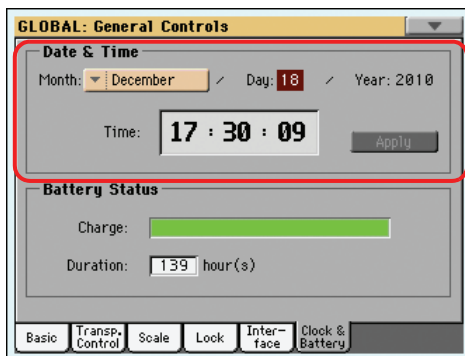 GLOBAL: General Controls
Date & Time
Month: December / Day: 18 / Year: 2010
Time: 17 : 30 : 09
Apply
Battery Status
Charge:
Duration: 139 hour(s)
Basic Transp. Control Scale Lock Inter- face Clock & Battery